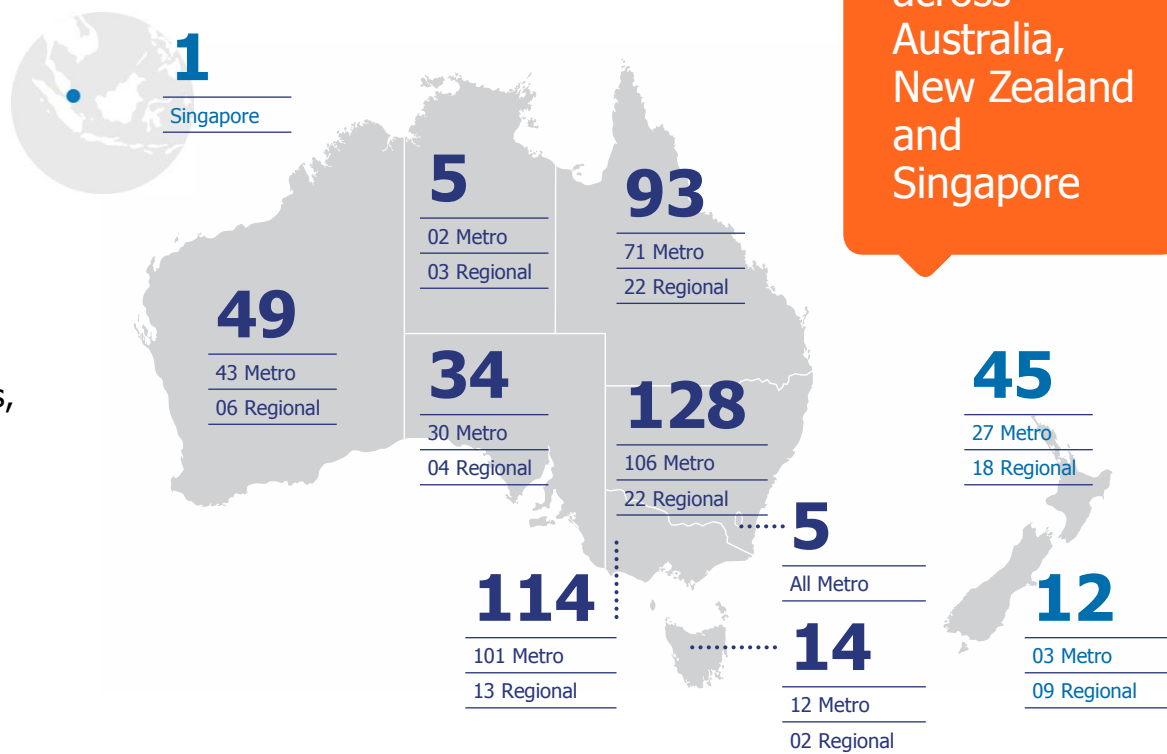 1
Singapore
across
Australia,
New Zealand
and
Singapore
5
02 Metro
03 Regional
93
71 Metro
22 Regional
49
43 Metro
06 Regional
s,
34
30 Metro
04 Regional
128
106 Metro
22 Regional
45
27 Metro
18 Regional
5
All Metro
114
101 Metro
13 Regional
14
12 Metro
02 Regional
12
03 Metro
09 Regional